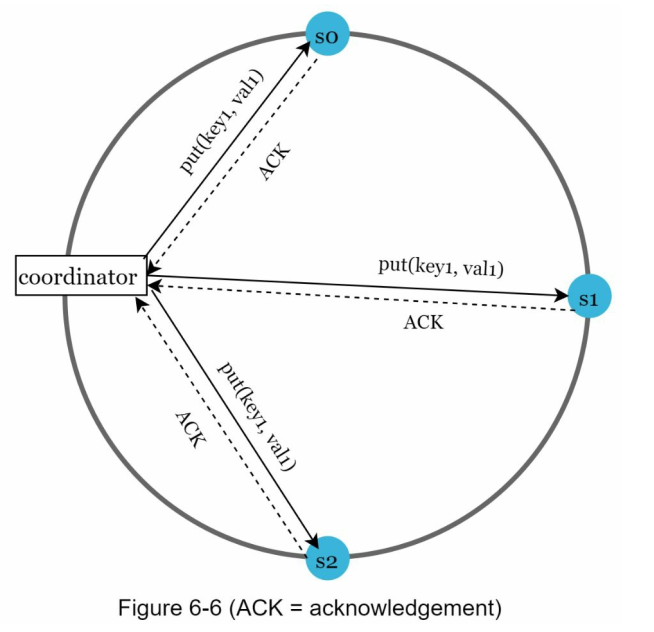 s0
put(key1, val1)
ACK
coordinator
put(key1, val1)
s1
ACK
put(key1, val1)
ACK
s2
Figure 6-6 (ACK = acknowledgement)